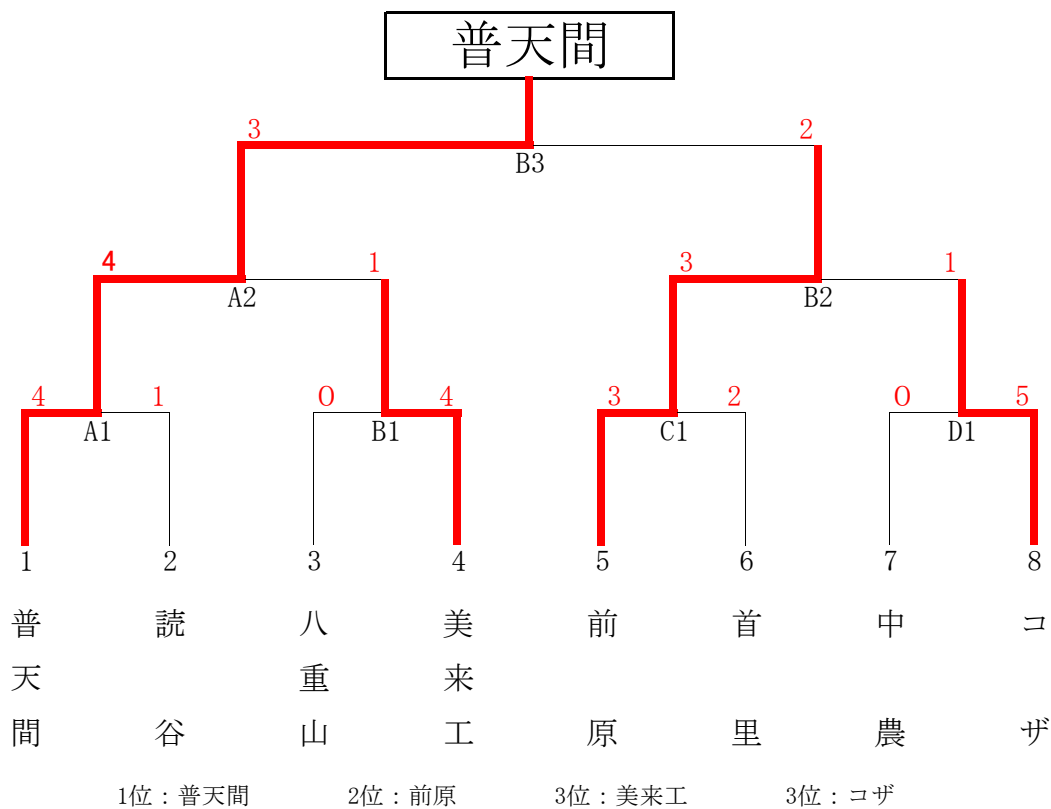 普天間
3 2
B3
4 1 3 1
A2 B2
4 1 0 4 3 2 0 5
A1 B1 C1 D1
1 2 3 4 5 6 7 8
普天間 読谷 八重山 美来工 前原 首里 中農 コザ
1位：普天間 2位：前原 3位：美来工 3位：コザ